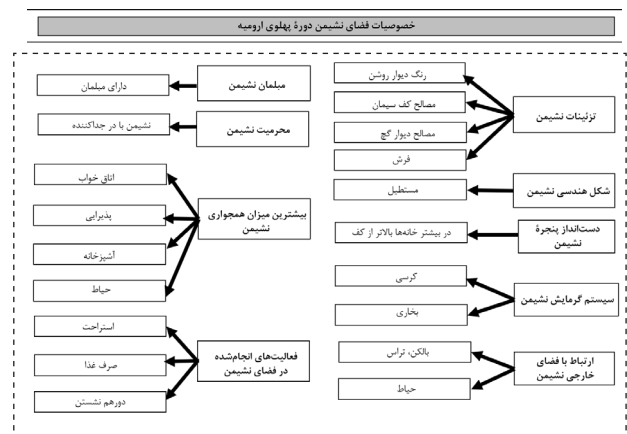 خصوصیات فضای نشیمن دورهٔ پهلوی ارومیه
تزئینات نشیمن
رنگ دیوار روشن
مصالح کف سیمان
مصالح دیوار گچ
فرش
شکل هندسی نشیمن
مستطیل
دست‌انداز پنجرهٔ
نشیمن
در بیشتر خانه‌ها بالاتر از کف
سیستم گرمایش نشیمن
کرسی
بخاری
ارتباط با فضای
خارجی نشیمن
بالکن، تراس
حیاط
مبلمان نشیمن
دارای مبلمان
محرمیت نشیمن
نشیمن با در جداکننده
بیشترین میزان همجواری
نشیمن
اتاق خواب
پذیرایی
آشپزخانه
حیاط
فعالیت‌های انجام‌شده
در فضای نشیمن
استراحت
صرف غذا
دورهم نشستن